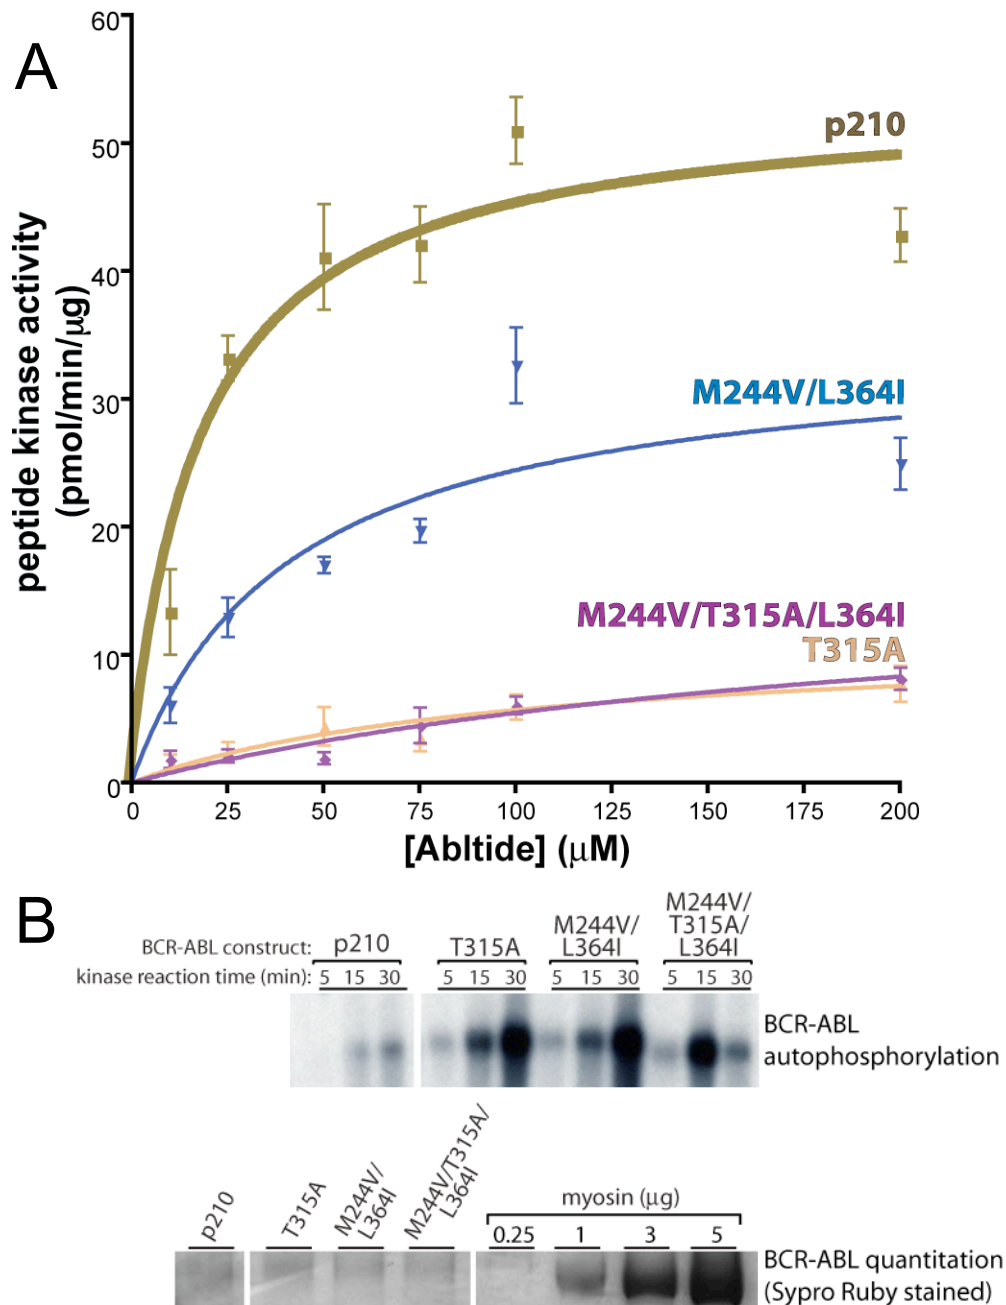 A
60
50
40
30
20
10
0
peptide kinase activity
(pmol/min/μg)
p210
M244V/L364I
M244V/T315A/L364I
T315A
0 25 50 75 100 125 150 175 200
[Abltide] (μM)
B
BCR-ABL construct:
p210
T315A
M244V/
L364I
M244V/
T315A/
L364I
kinase reaction time (min): 5 15 30 5 15 30 5 15 30 5 15 30
BCR-ABL
autophosphorylation
p210
T315A
M244V/
L364I
M244V/T315A/
L364I
myosin (μg)
0.25 1 3 5
BCR-ABL quantitation
(Sypro Ruby stained)